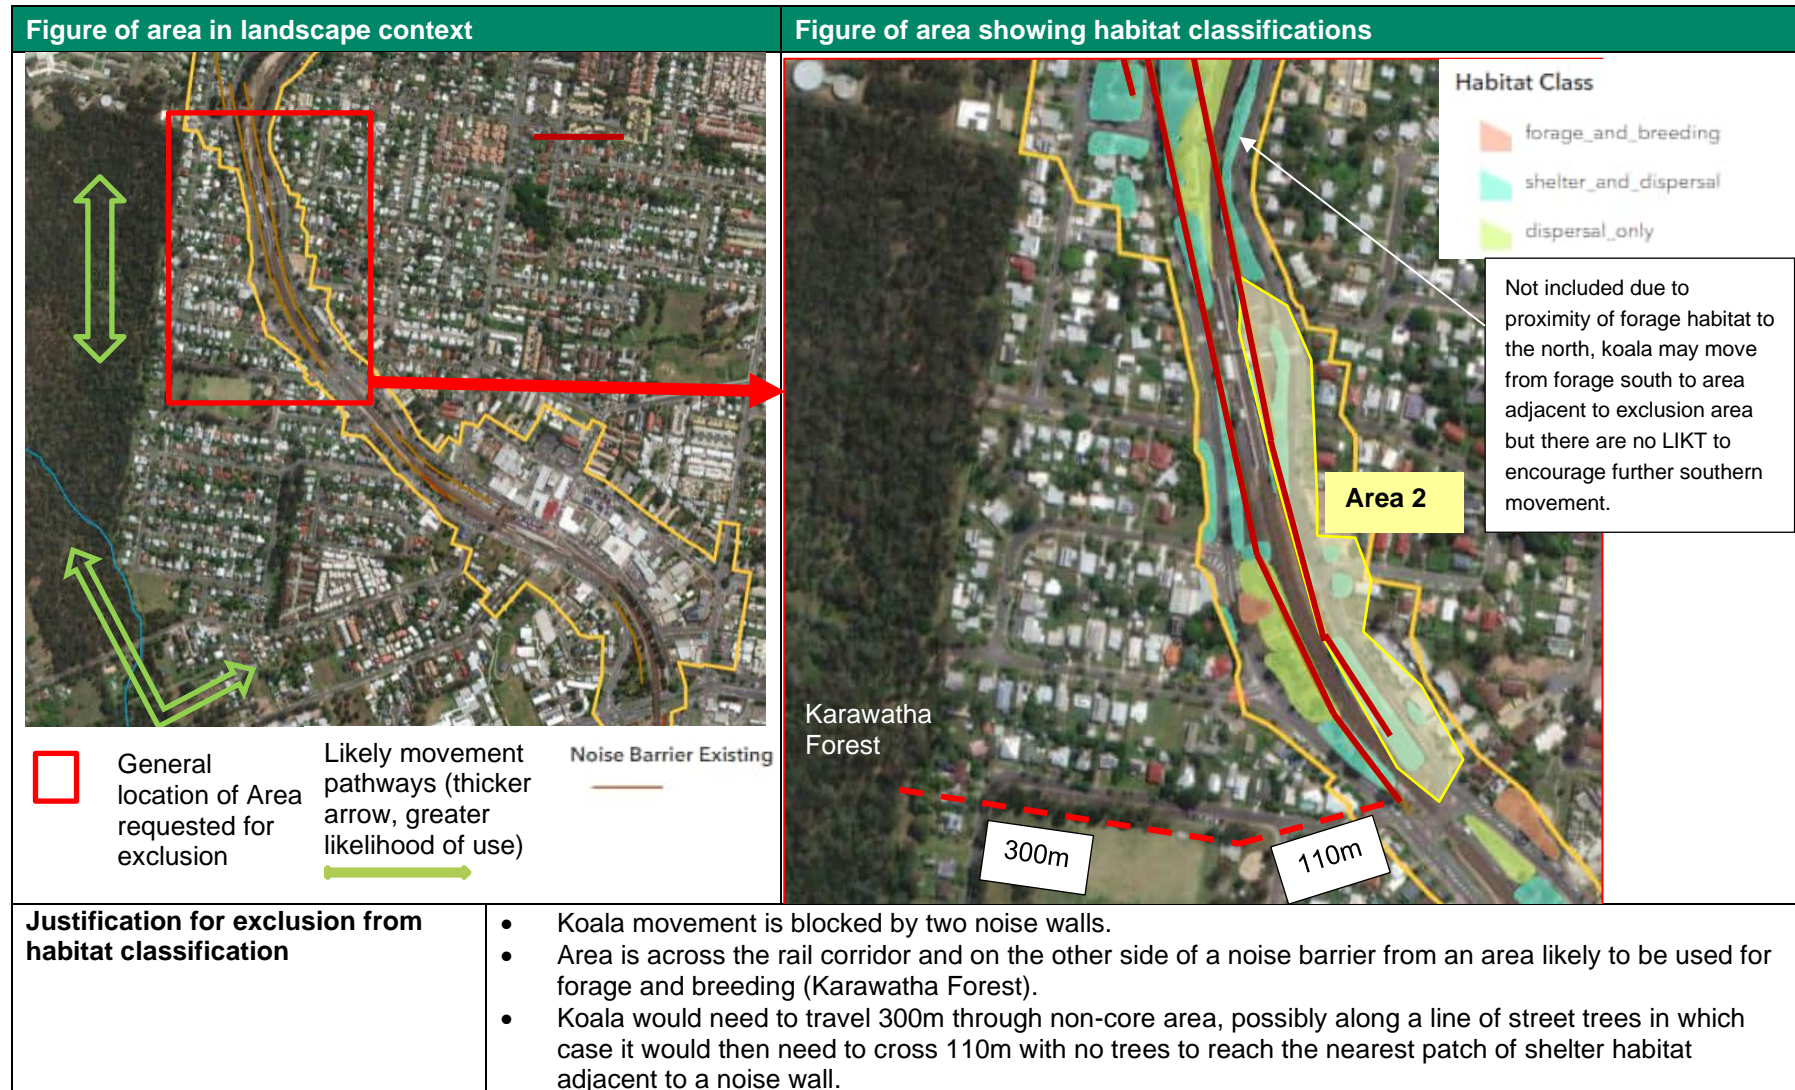 Figure of area in landscape context
Figure of area showing habitat classifications
General
location of Area
requested for
exclusion
Likely movement
pathways (thicker
arrow, greater
likelihood of use)
Noise Barrier Existing
Habitat Class
forage_and_breeding
shelter_and_dispersal
dispersal_only
Not included due to
proximity of forage habitat to
the north, koala may move
from forage south to area
adjacent to exclusion area
but there are no LIKT to
encourage further southern
movement.
Area 2
Karawatha
Forest
300m
110m
Justification for exclusion from
habitat classification
• Koala movement is blocked by two noise walls.
• Area is across the rail corridor and on the other side of a noise barrier from an area likely to be used for
forage and breeding (Karawatha Forest).
• Koala would need to travel 300m through non-core area, possibly along a line of street trees in which
case it would then need to cross 110m with no trees to reach the nearest patch of shelter habitat
adjacent to a noise wall.